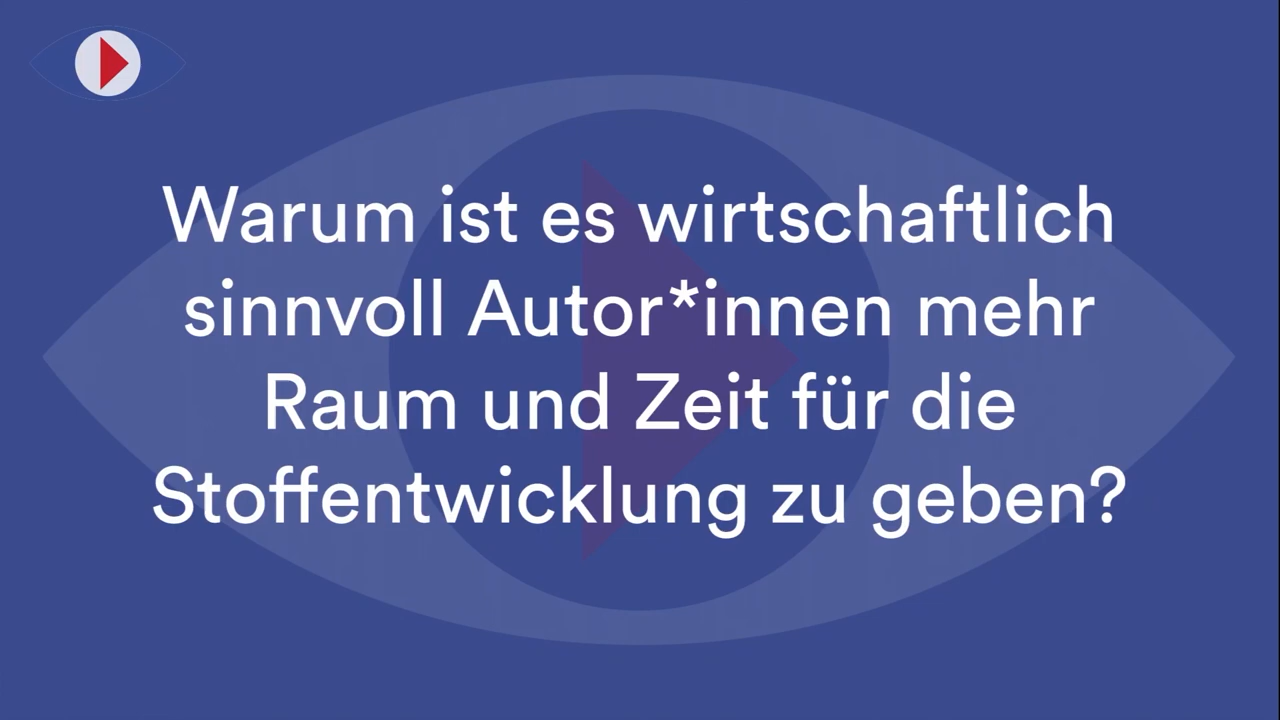 Warum ist es wirtschaftlich
sinnvoll Autor*innen mehr
Raum und Zeit für die
Stoffentwicklung zu geben?